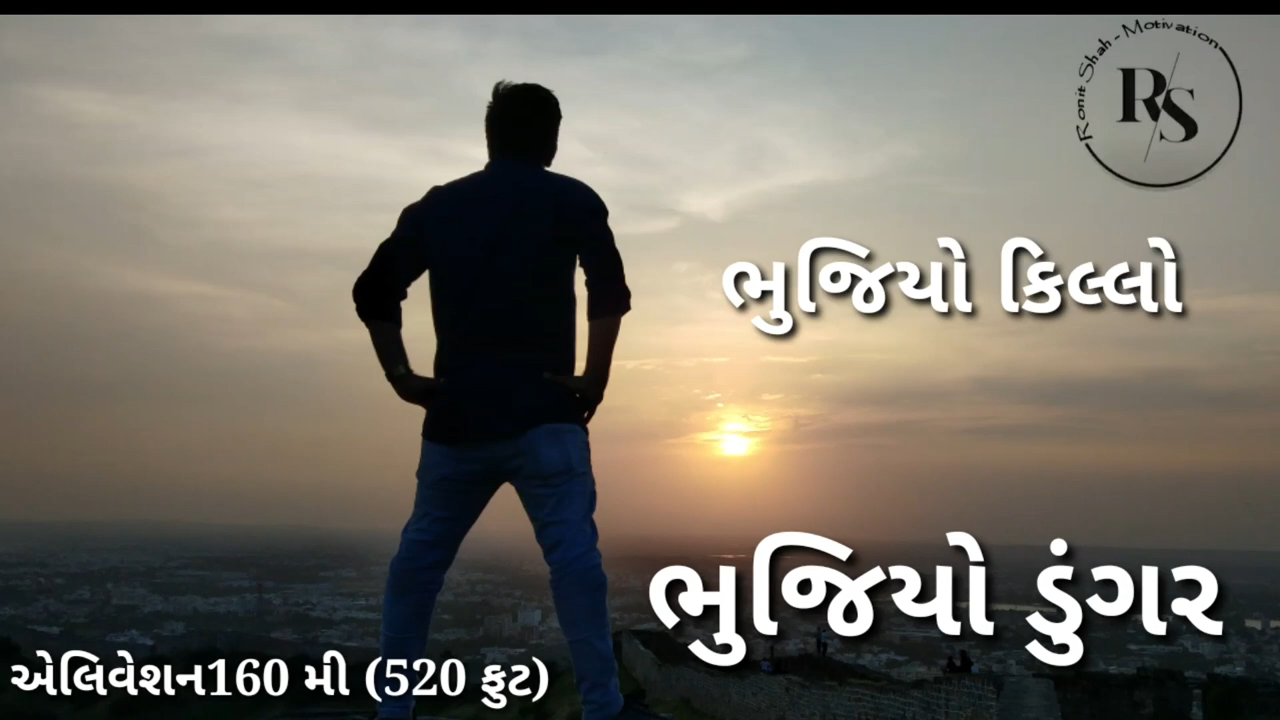 Ronit Shah - Motivation
RS
ભુજિયો કિલ્લો
ભુજિયો ડુંગર
એલિવેશન160 મી (520 ફુટ)